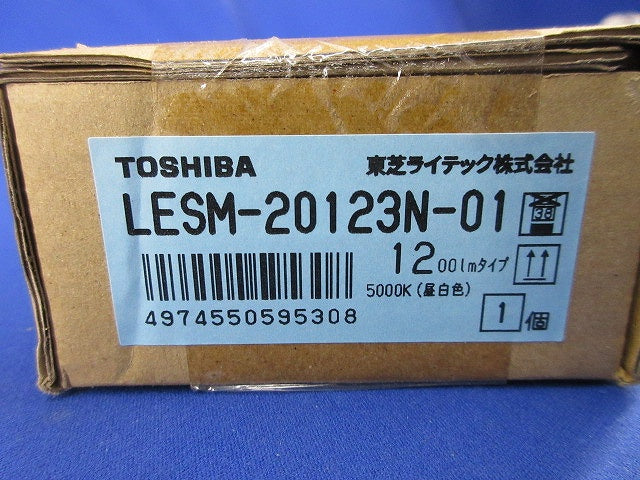 TOSHIBA 東芝ライテック株式会社
LESM-20123N-01
38
1200lmタイプ
5000K(昼白色)
4974550595308
1個